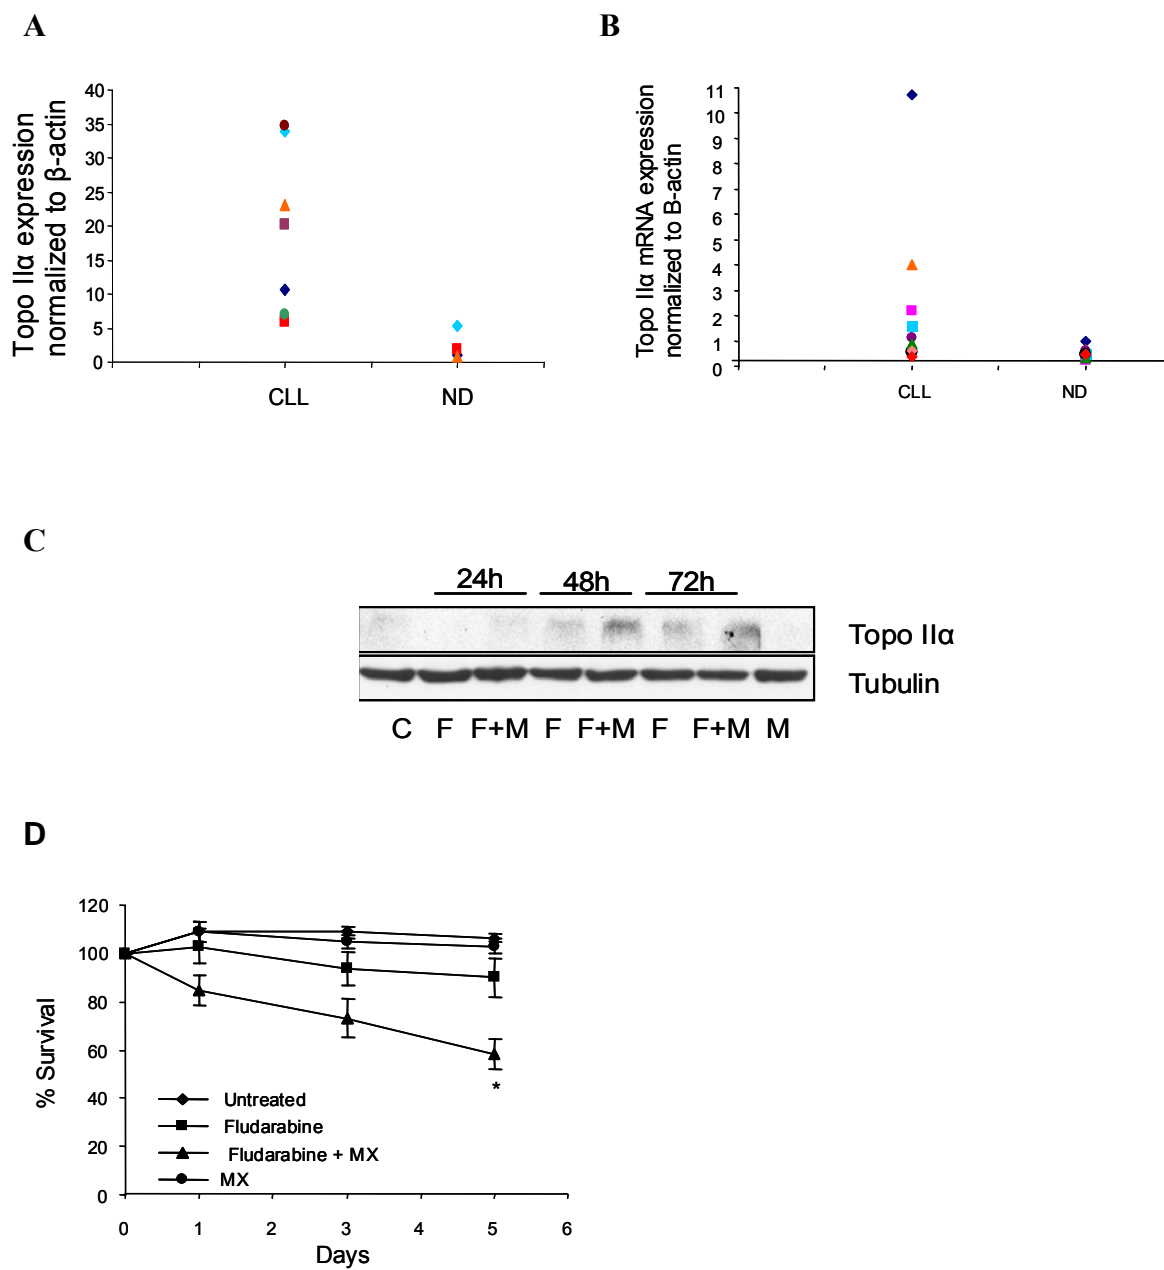 A
Topo IIα expression
normalized to β-actin
40
35
30
25
20
15
10
5
0
CLL ND
B
Topo IIα mRNA expression
normalized to B-actin
11
10
9
8
7
6
5
4
3
2
1
0
CLL ND
C
24h 48h 72h
Topo IIα
Tubulin
C F F+M F F+M F F+M M
D
% Survival
120
100
80
60
40
20
0
*
Untreated
Fludarabine
Fludarabine + MX
MX
0 1 2 3 4 5 6
Days